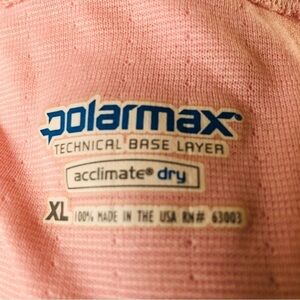 polarmax
TECHNICAL BASE LAYER
acclimate® dry
XL 100% MADE IN THE USA RN# 63003